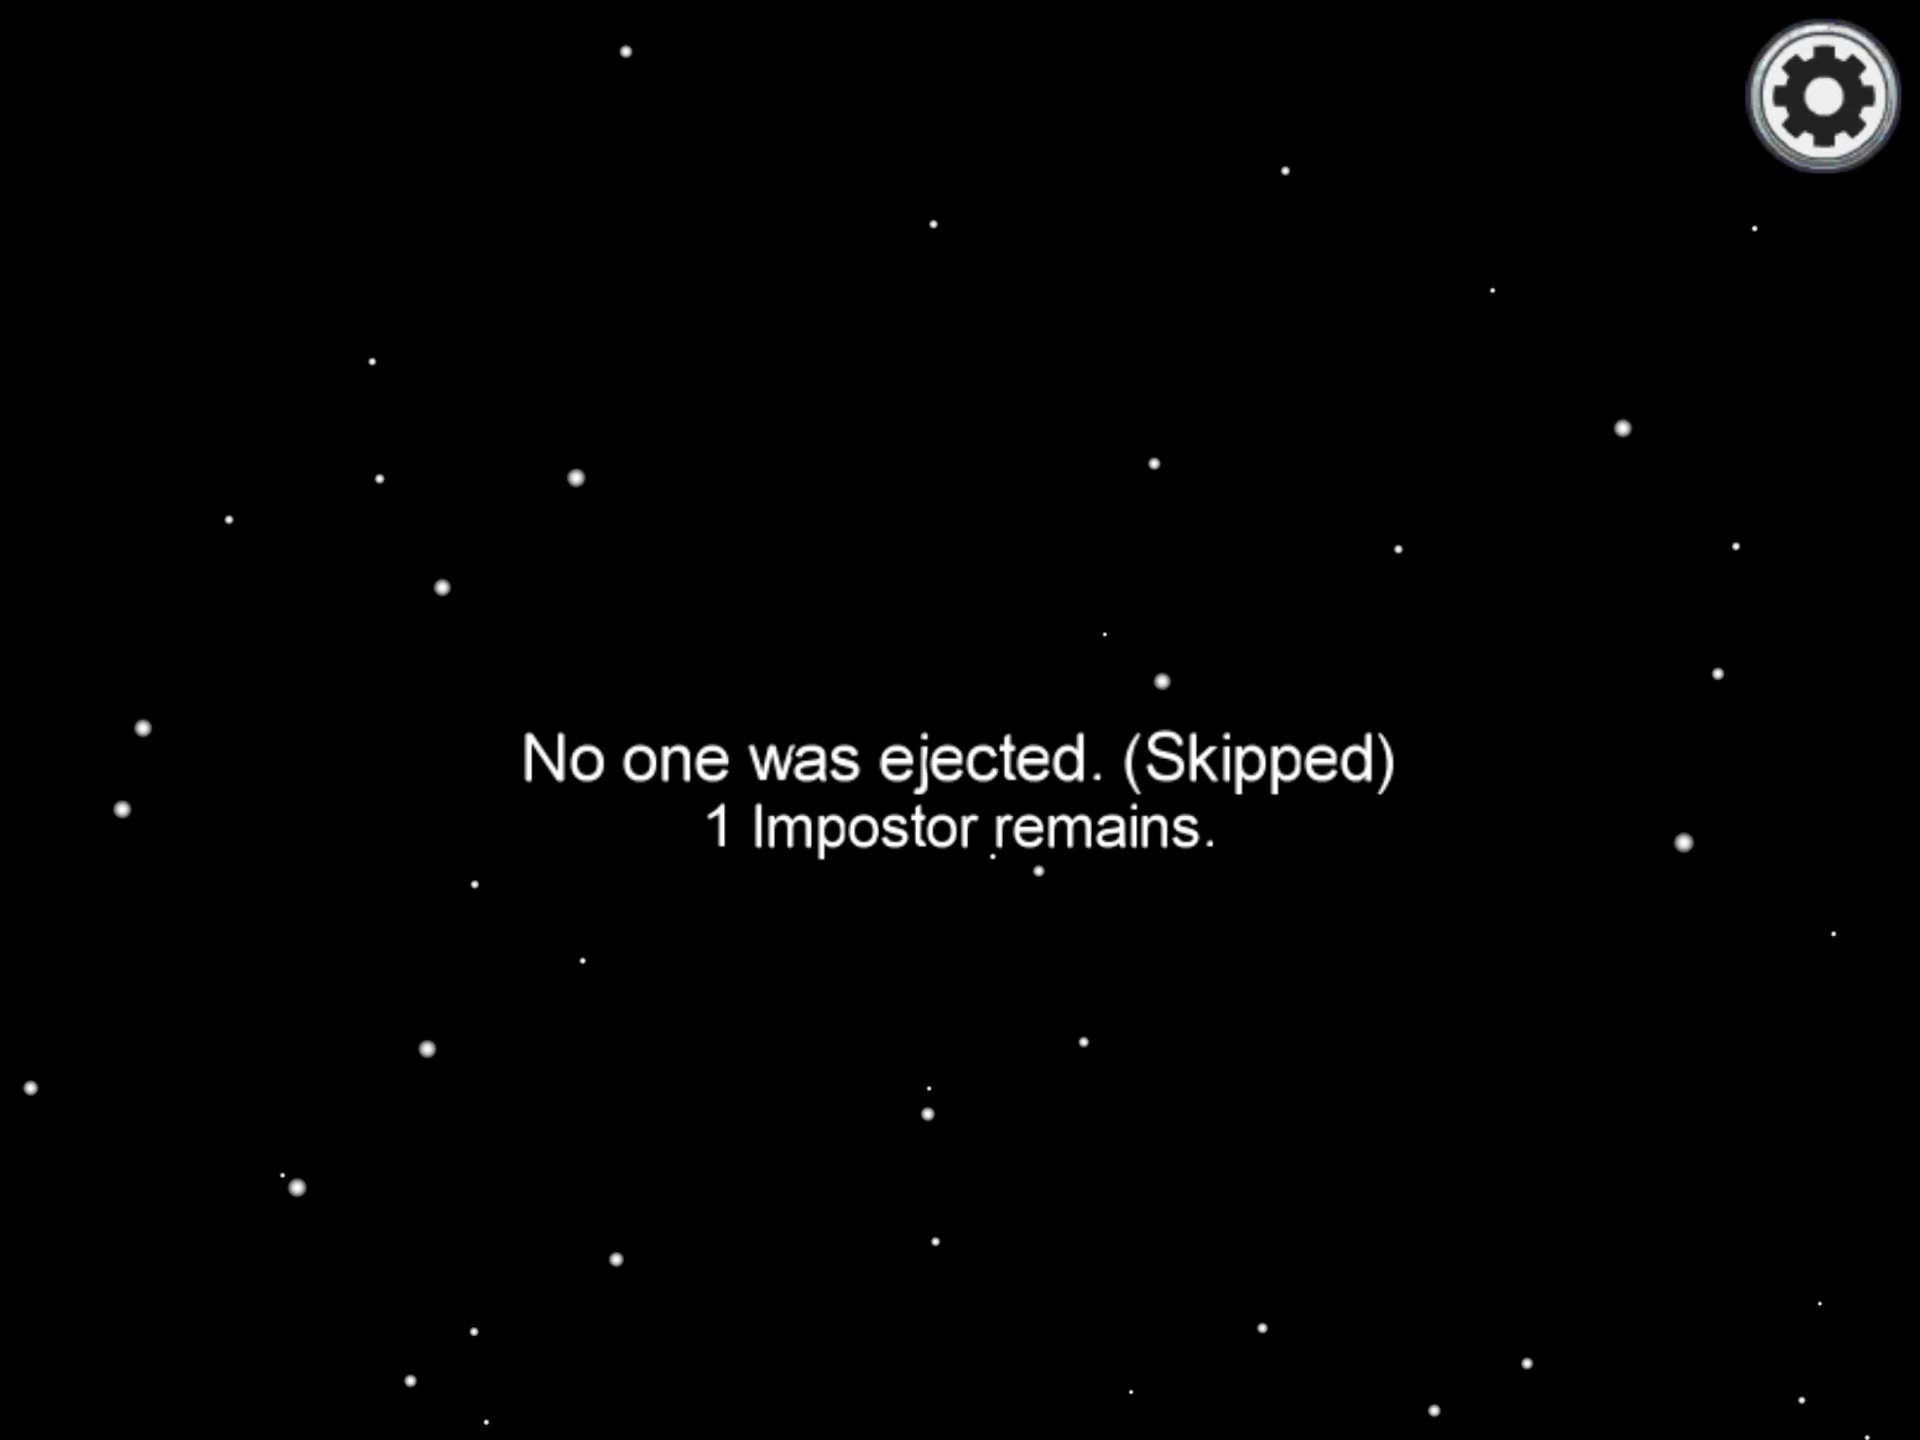 No one was ejected. (Skipped)
1 Impostor remains.